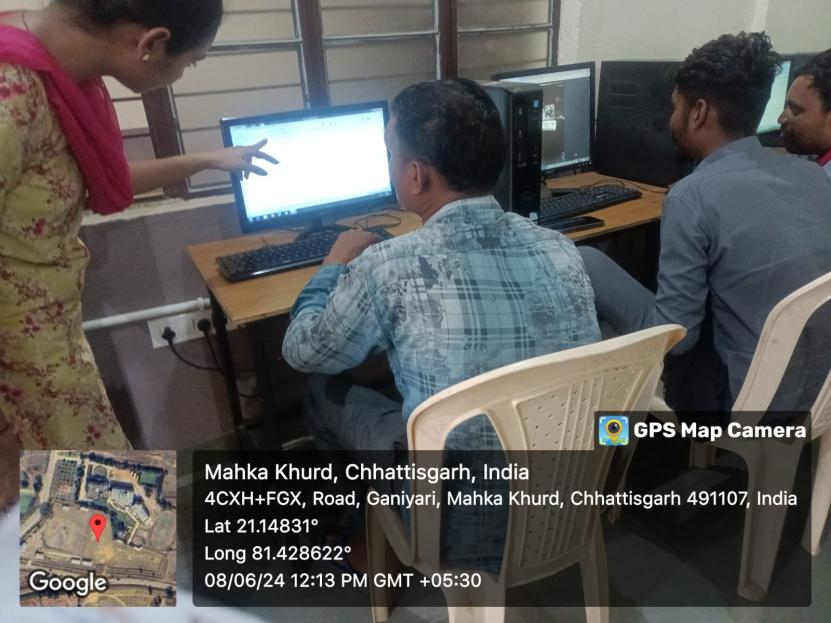 GPS Map Camera
Mahka Khurd, Chhattisgarh, India
4CXH+FGX, Road, Ganiyari, Mahka Khurd, Chhattisgarh 491107, India
Lat 21.14831°
Long 81.428622°
08/06/24 12:13 PM GMT +05:30
Google